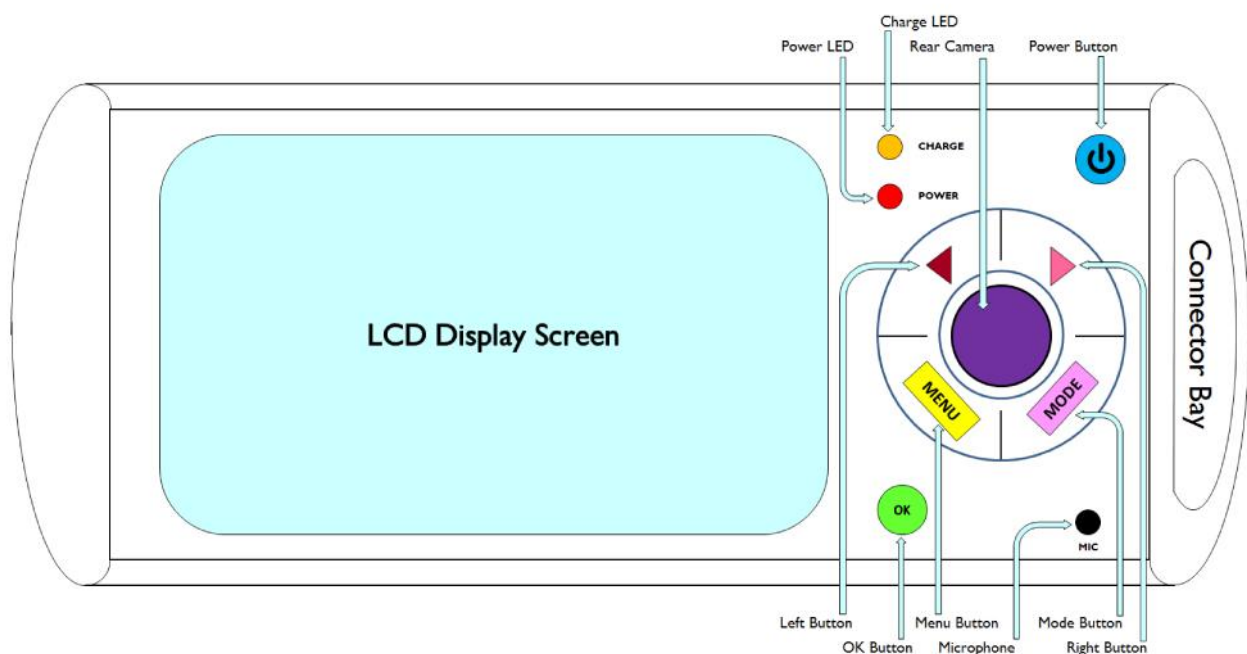 Charge LED
Power LED
Rear Camera
Power Button
CHARGE
POWER
LCD Display Screen
Connector Bay
MENU
MODE
OK
MIC
Left Button
Menu Button
Mode Button
OK Button
Microphone
Right Button